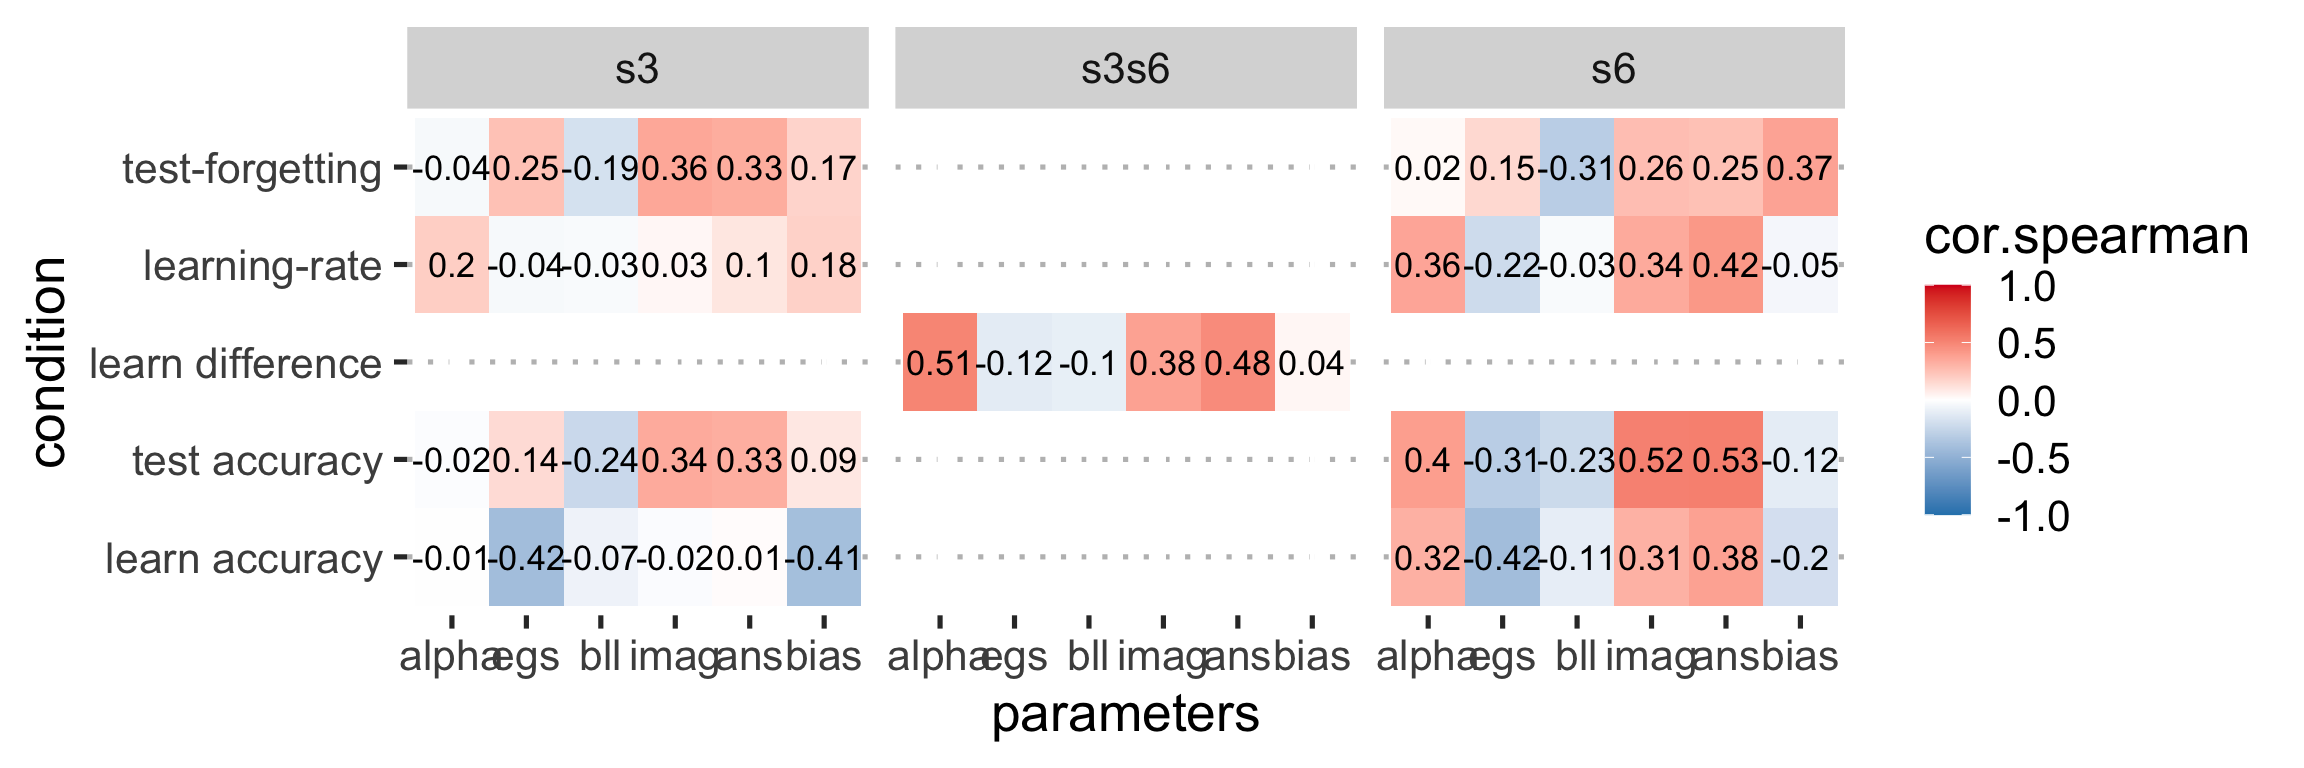 s3 s3s6 s6
test-forgetting -0.04 0.25 -0.19 0.36 0.33 0.17 0.02 0.15 -0.31 0.26 0.25 0.37
learning-rate 0.2 -0.04 -0.03 0.03 0.1 0.18 0.36 -0.22 -0.03 0.34 0.42 -0.05
learn difference 0.51 -0.12 -0.1 0.38 0.48 0.04
test accuracy -0.02 0.14 -0.24 0.34 0.33 0.09 0.4 -0.31 -0.23 0.52 0.53 -0.12
learn accuracy -0.01 -0.42 -0.07 -0.02 0.01 -0.41 0.32 -0.42 -0.11 0.31 0.38 -0.2
alpha egs bll imag ans bias alpha egs bll imag ans bias alpha egs bll imag ans bias
parameters
condition
cor.spearman
1.0
0.5
0.0
-0.5
-1.0